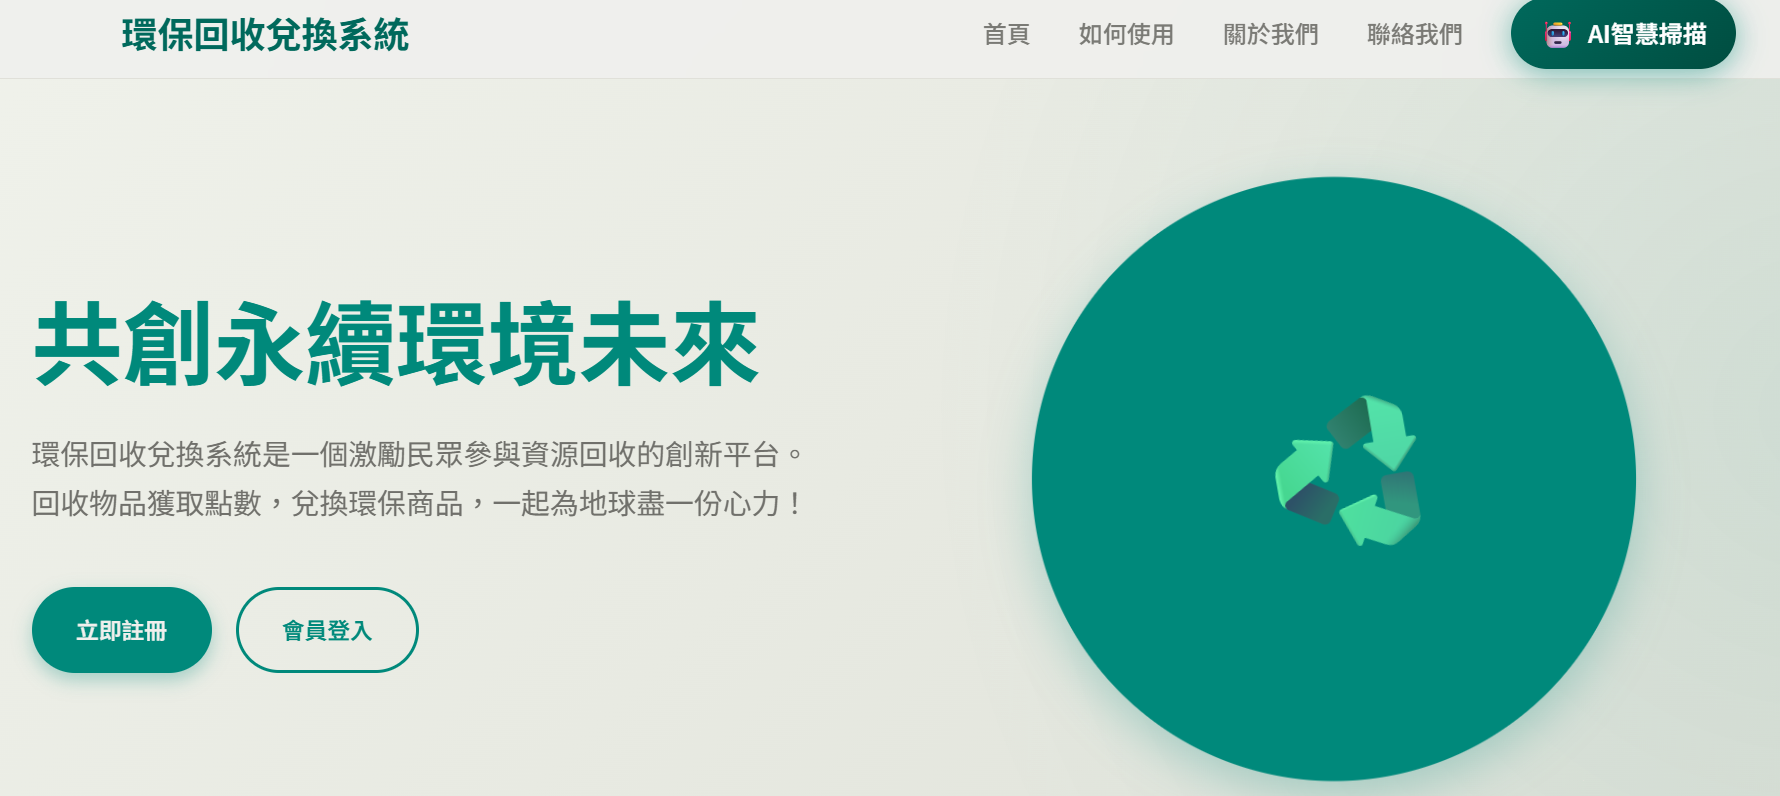 環保回收兌換系統
首頁
如何使用
關於我們
聯絡我們
AI智慧掃描
共創永續環境未來
環保回收兌換系統是一個激勵民眾參與資源回收的創新平台。
回收物品獲取點數，兌換環保商品，一起為地球盡一份心力！
立即註冊
會員登入